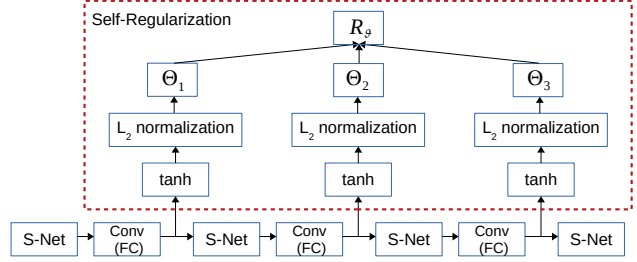 Self-Regularization
R𝜗
Θ1 Θ2 Θ3
L2 normalization L2 normalization L2 normalization
tanh tanh tanh
S-Net Conv (FC) S-Net Conv (FC) S-Net Conv (FC) S-Net